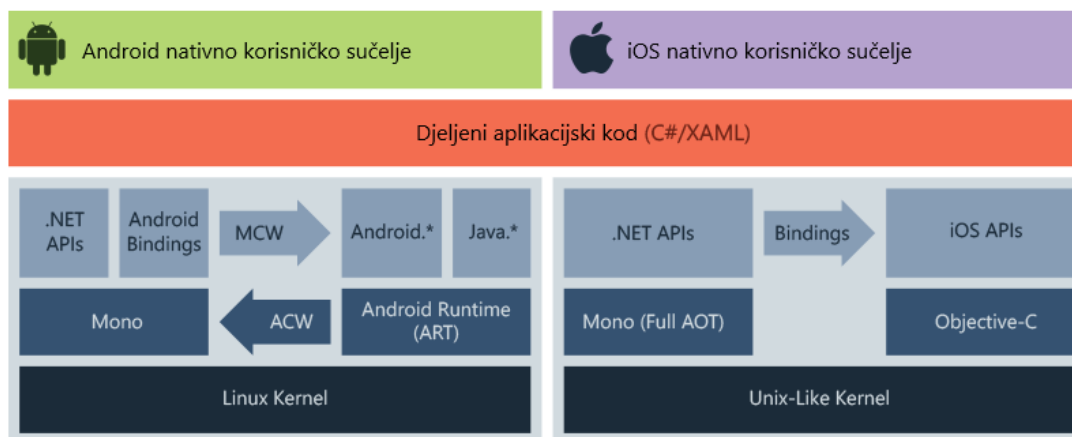 Android nativno korisničko sučelje
iOS nativno korisničko sučelje
Djeljeni aplikacijski kod (C#/XAML)
.NET
APIs
Android
Bindings
MCW
Android.*
Java.*
.NET APIs
Bindings
iOS APIs
Mono
ACW
Android Runtime
(ART)
Mono (Full AOT)
Objective-C
Linux Kernel
Unix-Like Kernel